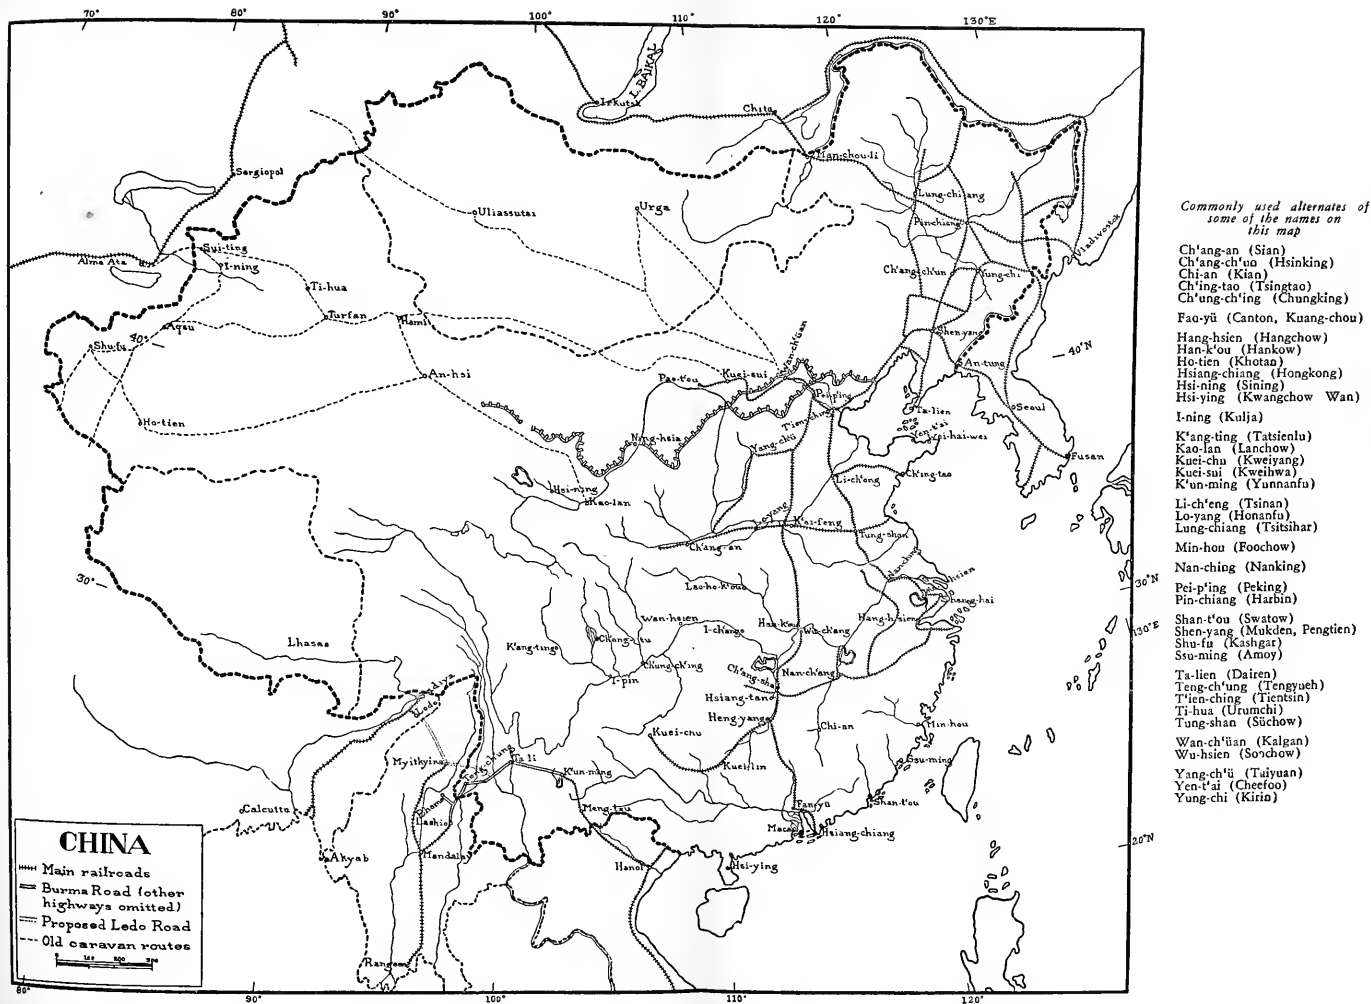 70° 80° 90° 100° 110° 120° 130°E
L. BAIKAL
Irkutsk
Chita
Man-chou-li
Sergiopol
Lung-chiang
Uliassutai
Urga
Pin-chiang
Vladivostok
Sui-ting
Alma Ata
I-ning
Ch'ang-ch'un
Yung-chi
Ti-hua
Turfan
Hami
Aqsu
Shen-yang
Shu-fu
40°
40°N
Wan-ch'üan
An-hsi
Pao-t'ou
Kuei-sui
An-tung
Pei-p'ing
T'ien-ching
Ta-lien
Seoul
Ho-tien
Ning-hsia
Yang-ch'ü
Yen-t'ai
Wei-hai-wei
Fusan
Li-ch'eng
Ch'ing-tao
Hsi-ning
Kao-lan
Lo-yang
K'ai-feng
Tung-shan
Ch'ang-an
Nan-ching
Wu-hsien
30°
30°N
Lao-ho-k'ou
Shang-hai
Wan-hsien
I-ch'ang
Han-k'ou
Wu-ch'ang
Hang-hsien
130°E
Lhasa
K'ang-ting
Ch'eng-tu
Ch'ung-ch'ing
Ch'ang-sha
Nan-ch'ang
I-pin
Sadiya
Ledo
Hsiang-tan
Heng-yang
Chi-an
Min-hou
Kuei-chu
Myitkyina
Teng-chung
Ta-li
K'un-ming
Kuei-lin
Ssu-ming
Calcutta
Bhamo
Lashio
Meng-tzu
Fan-yü
Shan-t'ou
Macao
Hsiang-chiang
Akyab
Mandalay
Hanoi
Hsi-ying
20°N
Rangoon
CHINA
Main railroads
Burma Road (other
highways omitted)
Proposed Ledo Road
Old caravan routes
80° 90° 100° 110° 120°
Commonly used alternates of
some of the names on
this map
Ch'ang-an (Sian)
Ch'ang-ch'un (Hsinking)
Chi-an (Kian)
Ch'ing-tao (Tsingtao)
Ch'ung-ch'ing (Chungking)
Fan-yü (Canton, Kuang-chou)
Hang-hsien (Hangchow)
Han-k'ou (Hankow)
Ho-tien (Khotan)
Hsiang-chiang (Hongkong)
Hsi-ning (Sining)
Hsi-ying (Kwangchow Wan)
I-ning (Kulja)
K'ang-ting (Tatsienlu)
Kao-lan (Lanchow)
Kuei-chu (Kweiyang)
Kuei-sui (Kweihwa)
K'un-ming (Yunnanfu)
Li-ch'eng (Tsinan)
Lo-yang (Honanfu)
Lung-chiang (Tsitsihar)
Min-hou (Foochow)
Nan-ching (Nanking)
Pei-p'ing (Peking)
Pin-chiang (Harbin)
Shan-t'ou (Swatow)
Shen-yang (Mukden, Pengtien)
Shu-fu (Kashgar)
Ssu-ming (Amoy)
Ta-lien (Dairen)
Teng-ch'ung (Tengyueh)
T'ien-ching (Tientsin)
Ti-hua (Urumchi)
Tung-shan (Süchow)
Wan-ch'üan (Kalgan)
Wu-hsien (Soochow)
Yang-ch'ü (Taiyuan)
Yen-t'ai (Cheefoo)
Yung-chi (Kirin)